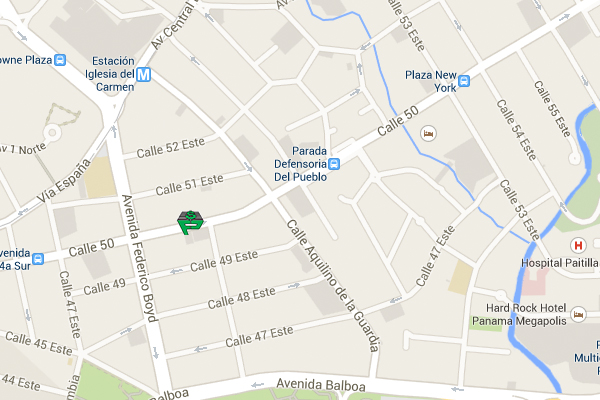 Av Central
Calle 53 Este
owne Plaza
Estación
Iglesia del
Carmen
M
Plaza New
York
Calle 50
Calle 54 Este
Calle 55 Este
Av 1 Norte
Calle 52 Este
Parada
Defensoria
Del Pueblo
Vía España
Calle 51 Este
Calle 53 Este
Avenida Federico Boyd
Calle 50
Avenida
4a Sur
Calle 49 Este
Calle 49
Calle Aquilino de la Guardia
Calle 47 Este
H
Hospital Paitilla
Calle 47 Este
Calle 48 Este
Hard Rock Hotel
Panama Megapolis
Calle 45 Este
Calle 47 Este
Multic
44 Este
Avenida Balboa
Balboa